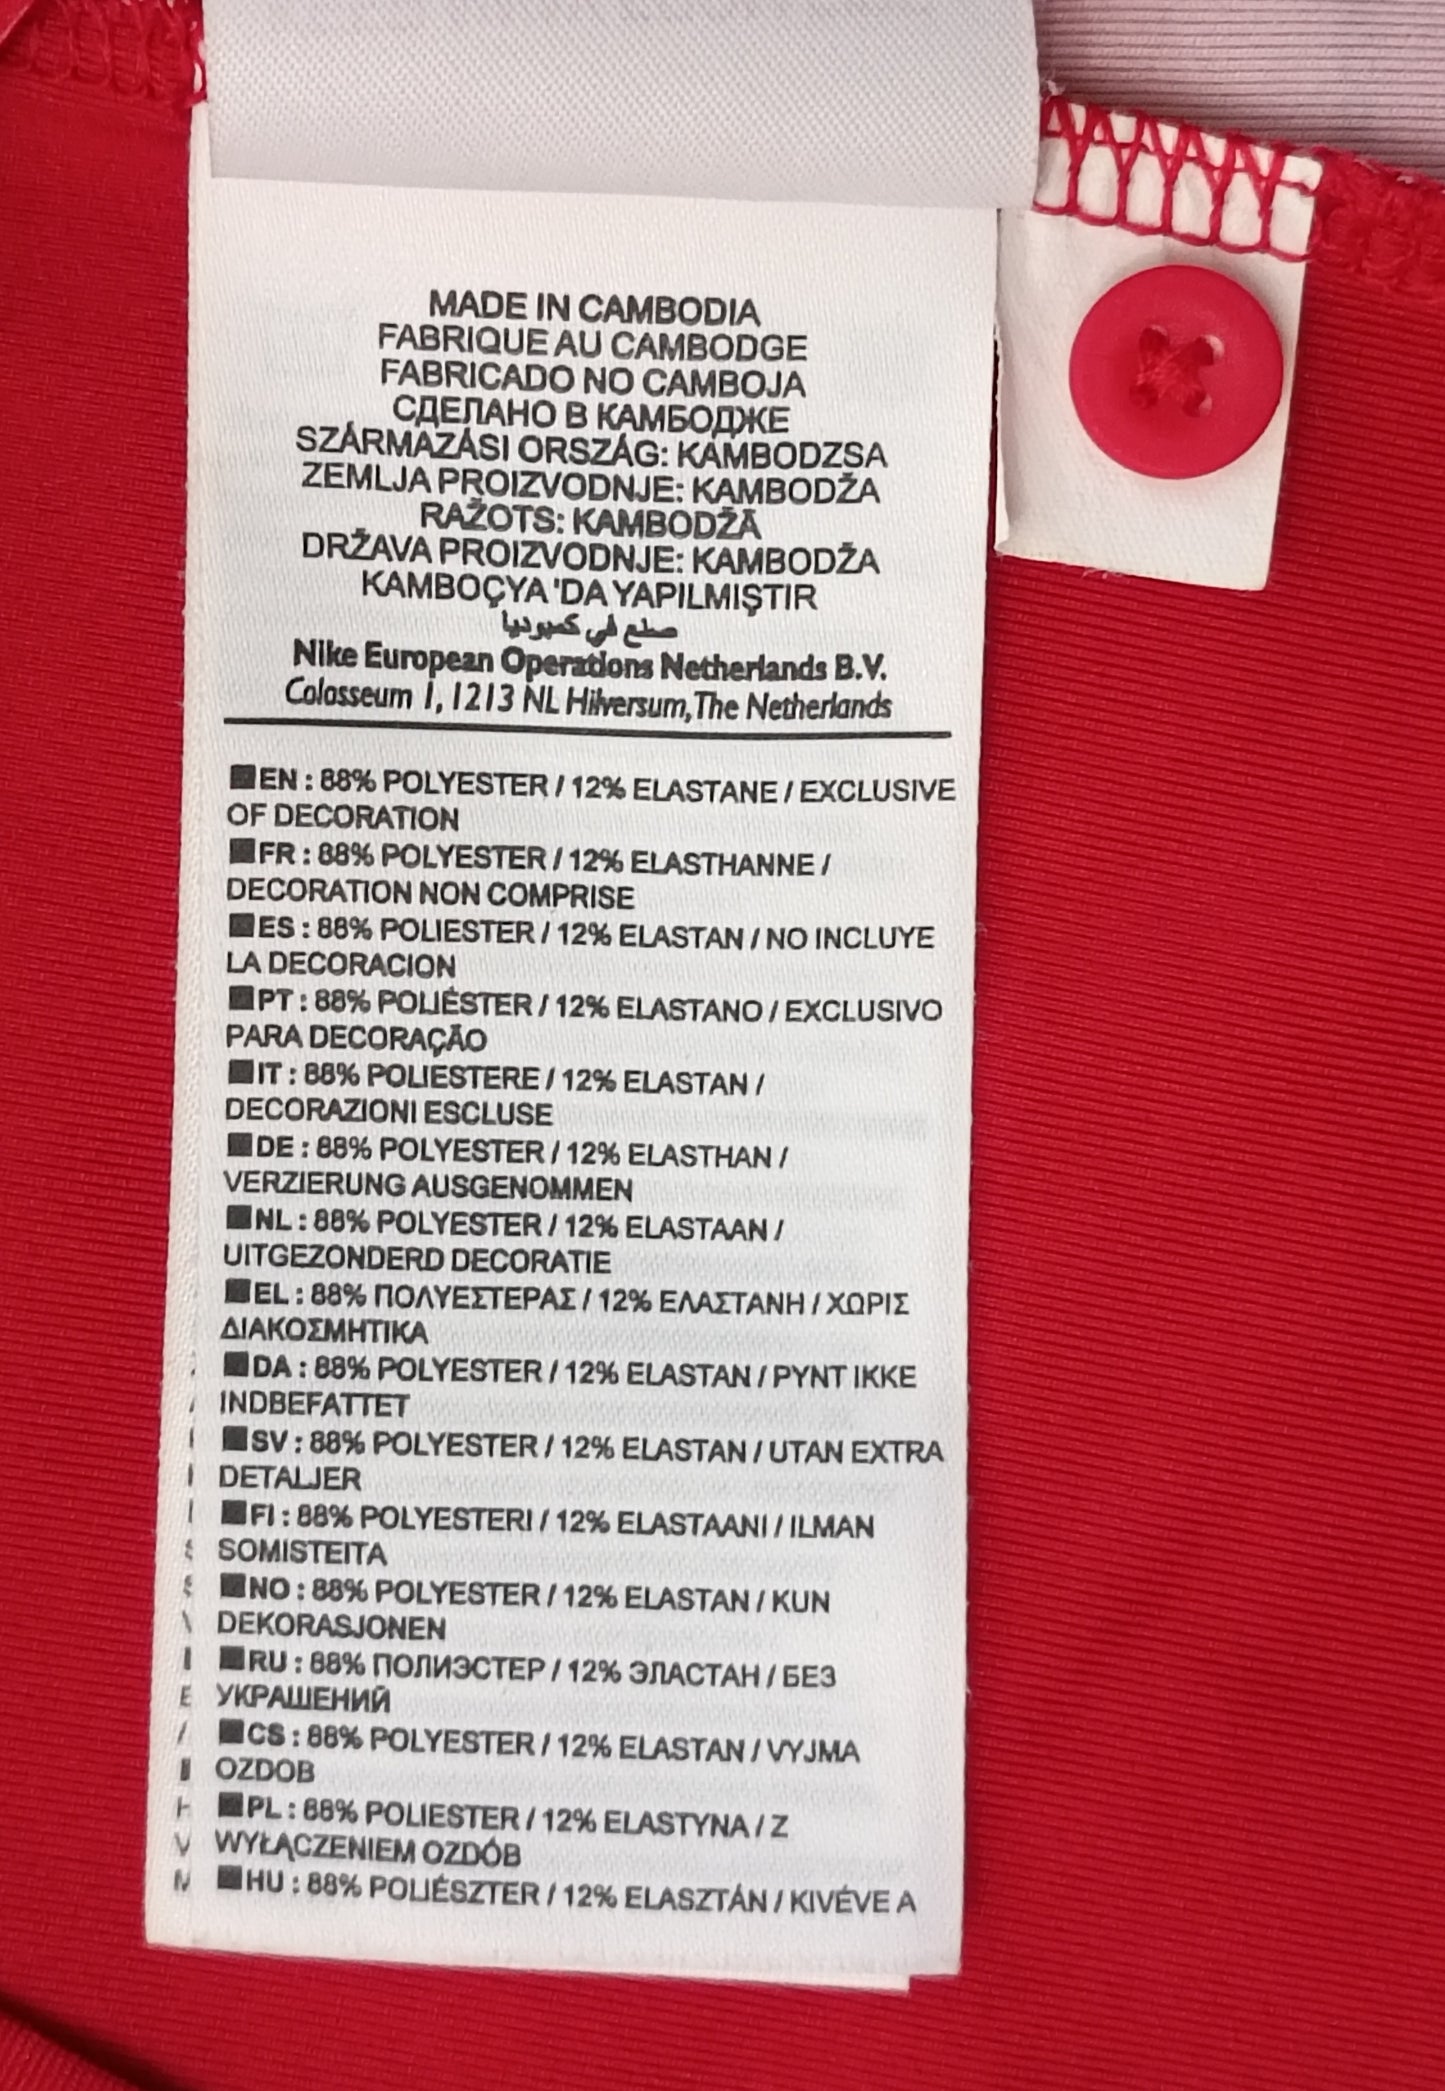 MADE IN CAMBODIA
FABRIQUE AU CAMBODGE
FABRICADO NO CAMBOJA
СДЕЛАНО В КАМБОДЖЕ
SZÁRMAZÁSI ORSZÁG: KAMBODZSA
ZEMLJA PROIZVODNJE: KAMBODŽA
RAŽOTS: KAMBODŽĀ
DRŽAVA PROIZVODNJE: KAMBODŽA
KAMBOÇYA 'DA YAPILMIŞTIR
صنع في كمبوديا
Nike European Operations Netherlands B.V.
Colosseum 1, 1213 NL Hilversum, The Netherlands
EN : 88% POLYESTER / 12% ELASTANE / EXCLUSIVE
OF DECORATION
FR : 88% POLYESTER / 12% ELASTHANNE /
DECORATION NON COMPRISE
ES : 88% POLIESTER / 12% ELASTAN / NO INCLUYE
LA DECORACION
PT : 88% POLIÉSTER / 12% ELASTANO / EXCLUSIVO
PARA DECORAÇÃO
IT : 88% POLIESTERE / 12% ELASTAN /
DECORAZIONI ESCLUSE
DE : 88% POLYESTER / 12% ELASTHAN /
VERZIERUNG AUSGENOMMEN
NL : 88% POLYESTER / 12% ELASTAAN /
UITGEZONDERD DECORATIE
EL : 88% ΠΟΛΥΕΣΤΕΡΑΣ / 12% ΕΛΑΣΤΑΝΗ / ΧΩΡΙΣ
ΔΙΑΚΟΣΜΗΤΙΚΑ
DA : 88% POLYESTER / 12% ELASTAN / PYNT IKKE
INDBEFATTET
SV : 88% POLYESTER / 12% ELASTAN / UTAN EXTRA
DETALJER
FI : 88% POLYESTERI / 12% ELASTAANI / ILMAN
SOMISTEITA
NO : 88% POLYESTER / 12% ELASTAN / KUN
DEKORASJONEN
RU : 88% ПОЛИЭСТЕР / 12% ЭЛАСТАН / БЕЗ
УКРАШЕНИЙ
CS : 88% POLYESTER / 12% ELASTAN / VYJMA
OZDOB
PL : 88% POLIESTER / 12% ELASTYNA / Z
WYŁĄCZENIEM OZDÓB
HU : 88% POLIÉSZTER / 12% ELASZTÁN / KIVÉVE A